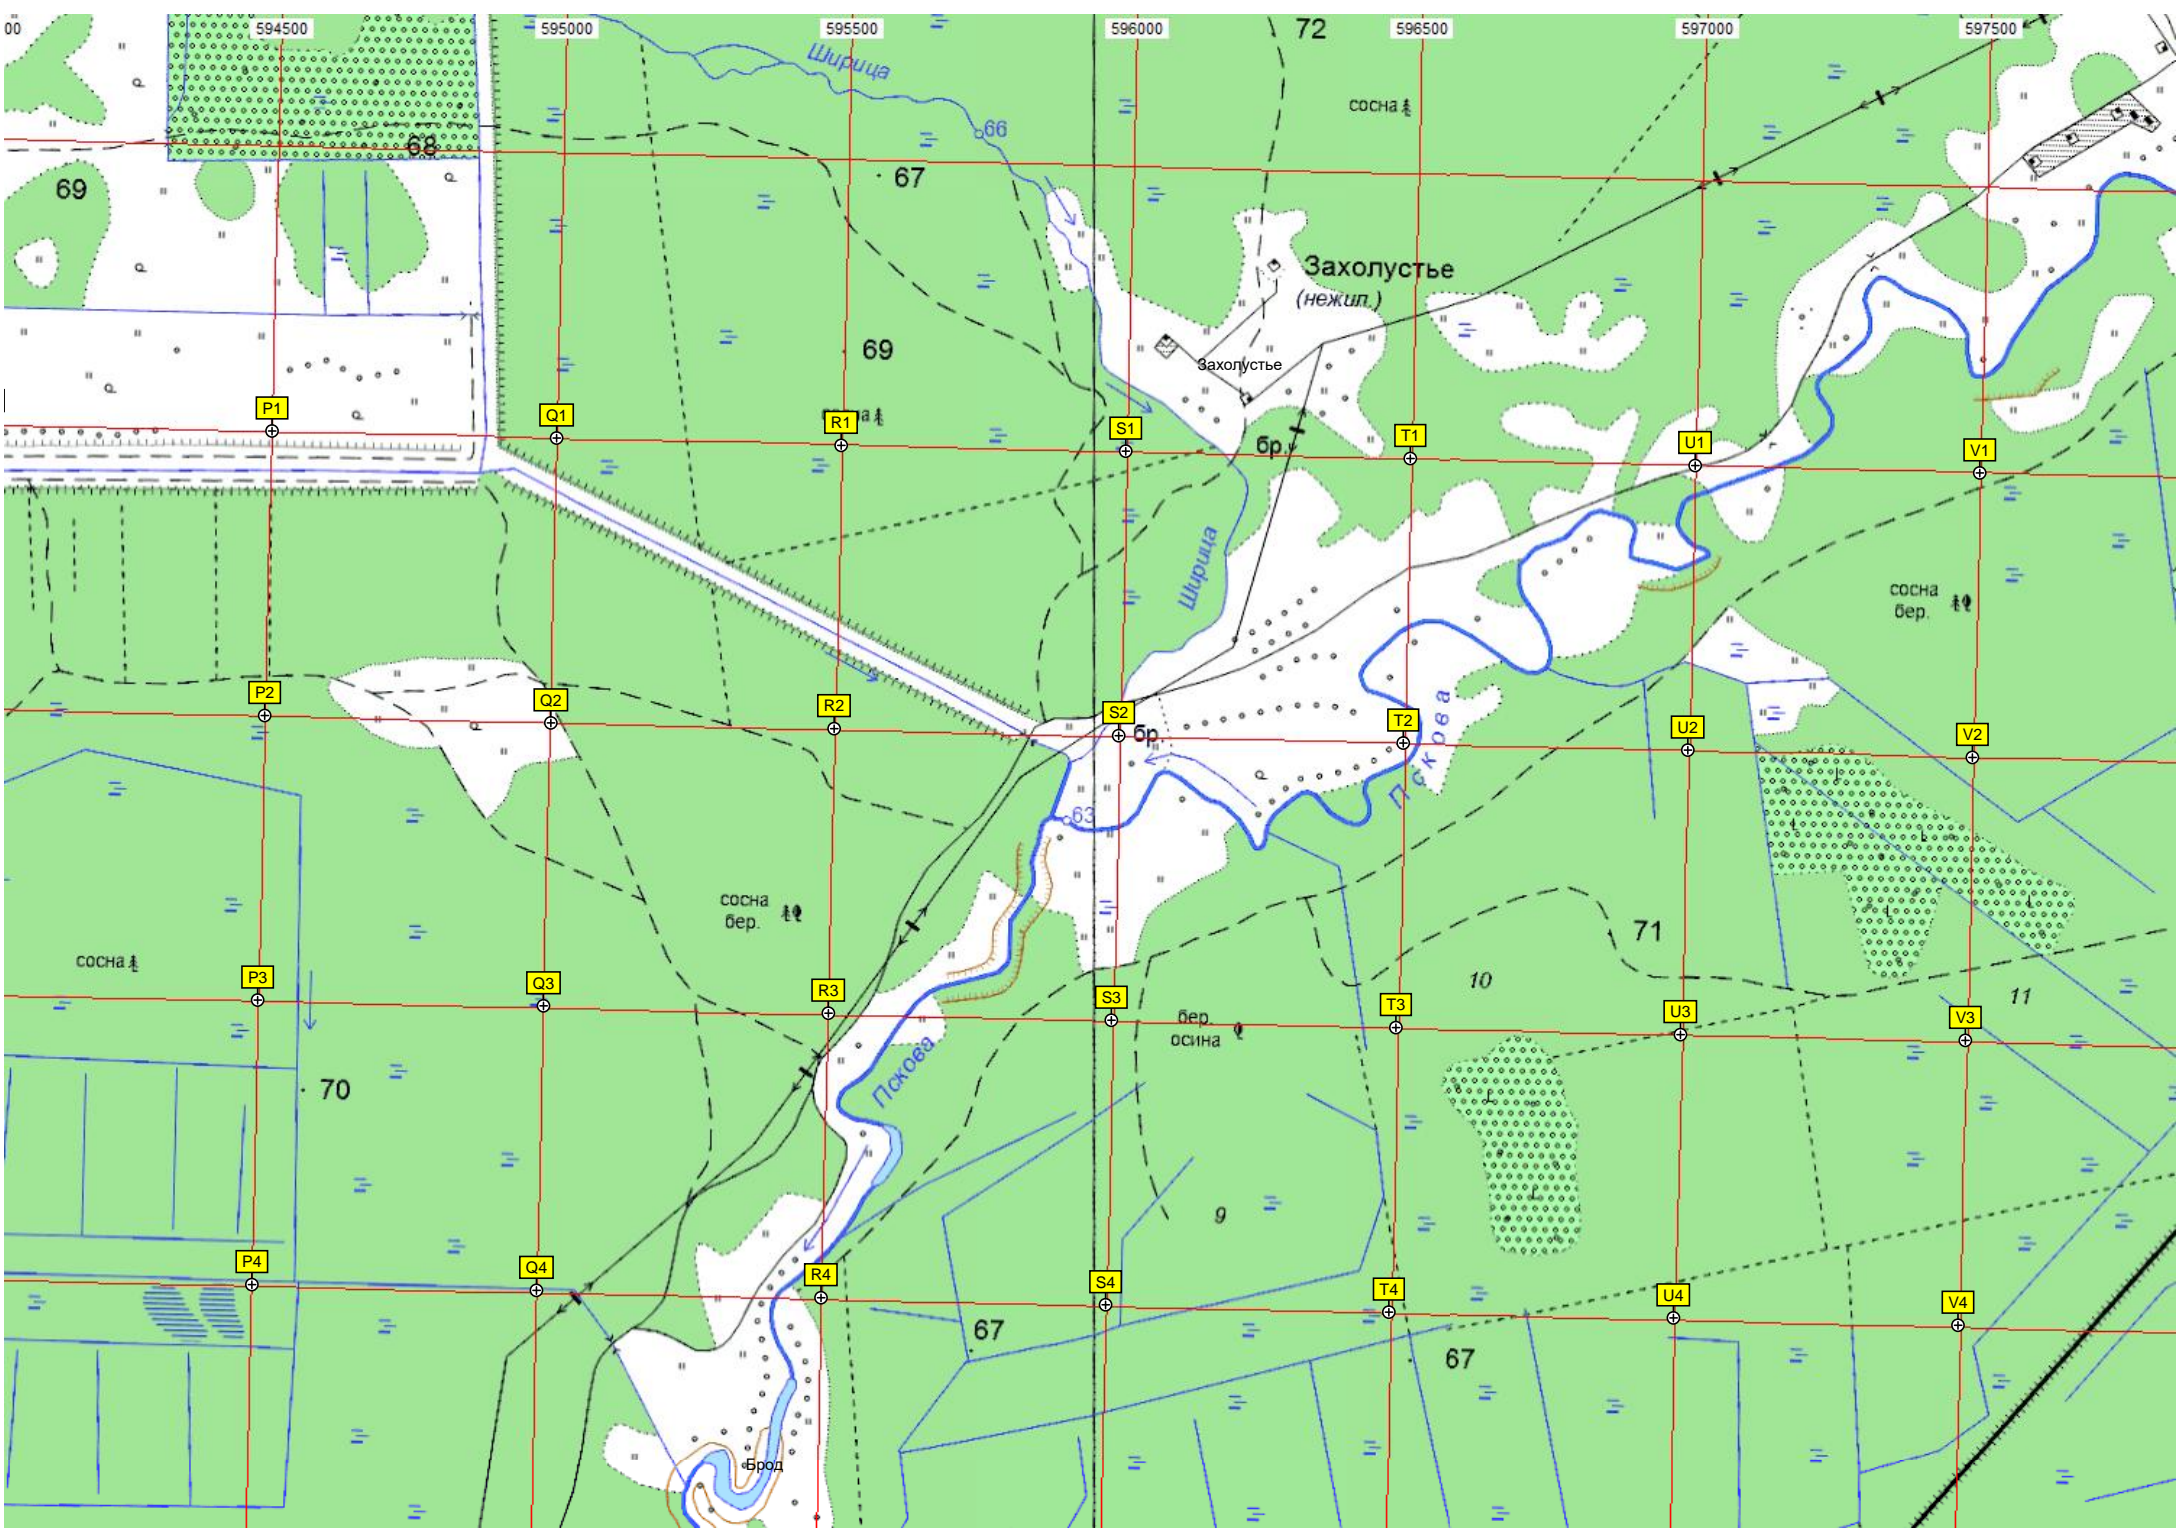 00 594500 595000 595500 596000 596500 597000 597500
72
Ширица
сосна
66
68
67
69
Захолустье
(нежил.)
69
Захолустье
P1 Q1 R1 S1 T1 U1 V1
сосна
бр.
Ширица
сосна
бер.
P2 Q2 R2 S2 T2 U2 V2
бр.
Пскова
63
сосна
бер.
71
сосна
10
11
P3 Q3 R3 S3 T3 U3 V3
бер.
осина
Пскова
70
9
P4 Q4 R4 S4 T4 U4 V4
67
67
Брод